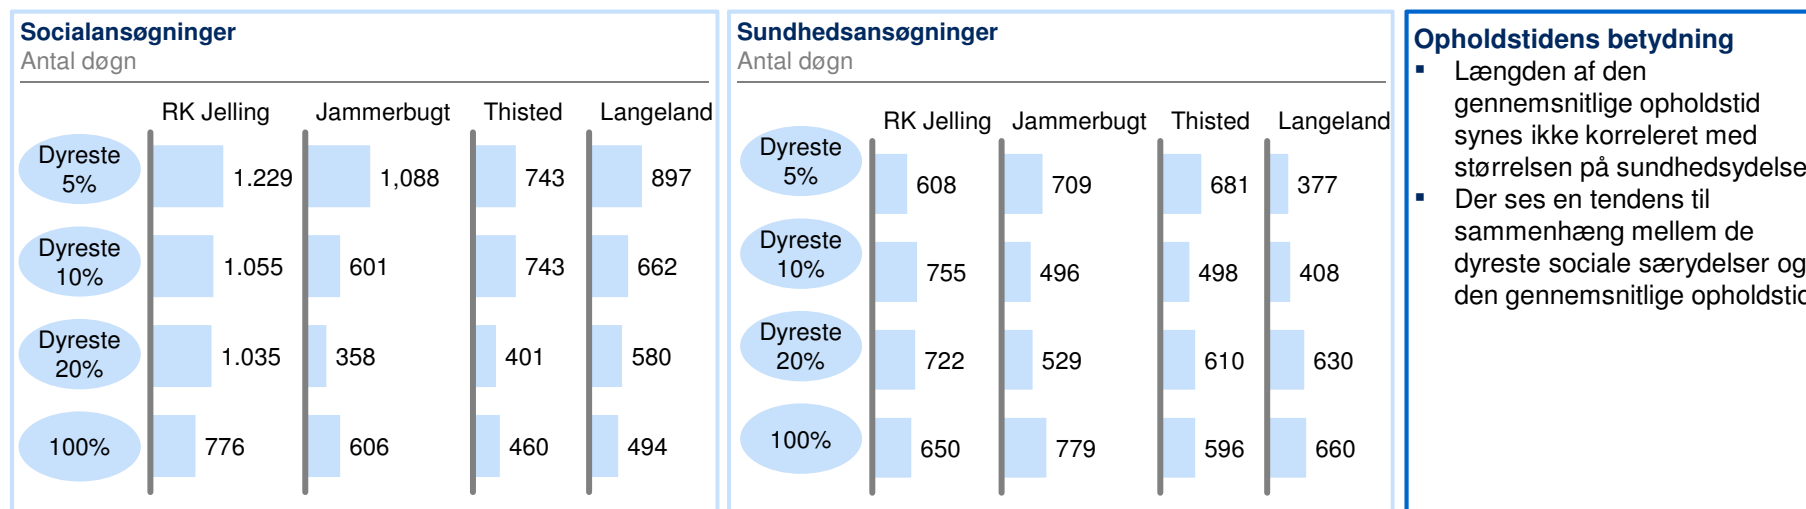 Socialansøgninger
Antal døgn
RK Jelling Jammerbugt Thisted Langeland
Dyreste 5% 1.229 1,088 743 897
Dyreste 10% 1.055 601 743 662
Dyreste 20% 1.035 358 401 580
100% 776 606 460 494
Sundhedsansøgninger
Antal døgn
RK Jelling Jammerbugt Thisted Langeland
Dyreste 5% 608 709 681 377
Dyreste 10% 755 496 498 408
Dyreste 20% 722 529 610 630
100% 650 779 596 660
Opholdstidens betydning
▪ Længden af den
gennemsnitlige opholdstid
synes ikke korreleret med
størrelsen på sundhedsydelse
▪ Der ses en tendens til
sammenhæng mellem de
dyreste sociale særydelser og
den gennemsnitlige opholdstid